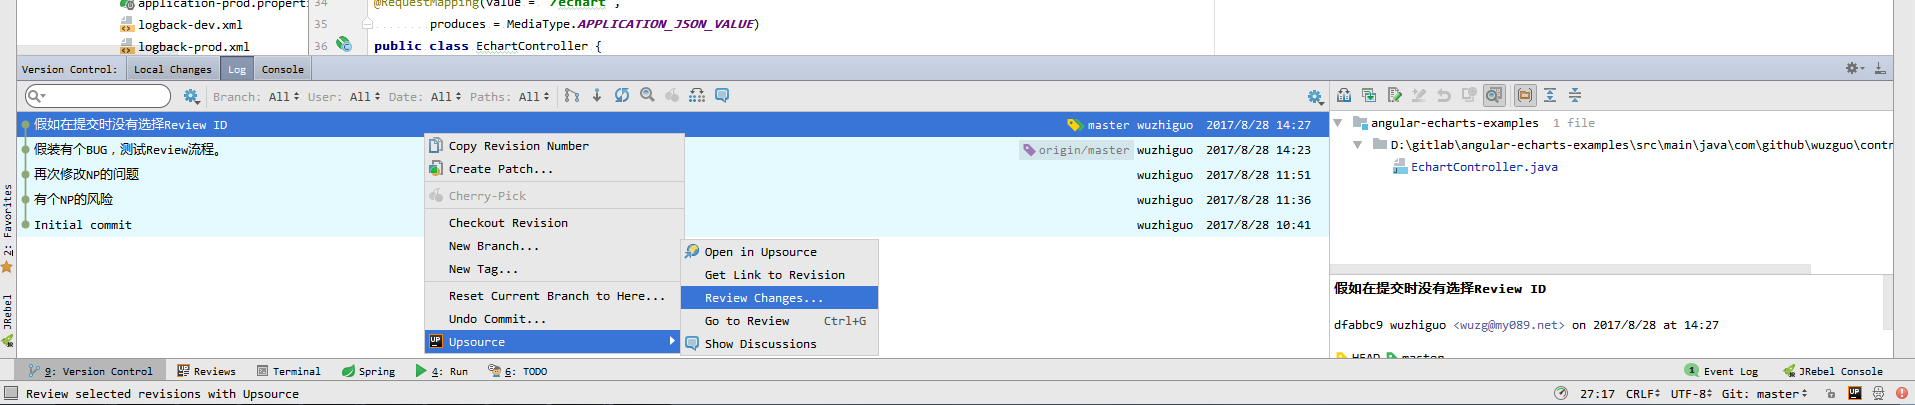 application-prod.properti
logback-dev.xml
logback-prod.xml
34 @RequestMapping(value = "/echart",
35 produces = MediaType.APPLICATION_JSON_VALUE)
36 public class EchartController {
Version Control: Local Changes Log Console
Branch: All User: All Date: All Paths: All
假如在提交时没有选择Review ID master wuzhiguo 2017/8/28 14:27
假装有个BUG，测试Review流程。 origin/master wuzhiguo 2017/8/28 14:23
再次修改NP的问题 wuzhiguo 2017/8/28 11:51
有个NP的风险 wuzhiguo 2017/8/28 11:36
Initial commit wuzhiguo 2017/8/28 10:41
Copy Revision Number
Create Patch...
Cherry-Pick
Checkout Revision
New Branch...
New Tag...
Reset Current Branch to Here...
Undo Commit...
UP Upsource
Open in Upsource
Get Link to Revision
Review Changes...
Go to Review Ctrl+G
Show Discussions
angular-echarts-examples 1 file
D:\gitlab\angular-echarts-examples\src\main\java\com\github\wuzguo\contr
EchartController.java
假如在提交时没有选择Review ID
dfabbc9 wuzhiguo <wuzg@my089.net> on 2017/8/28 at 14:27
HEAD master
2: Favorites
JRebel
9: Version Control Reviews Terminal Spring 4: Run 6: TODO 1 Event Log JRebel Console
Review selected revisions with Upsource 27:17 CRLF UTF-8 Git: master UP